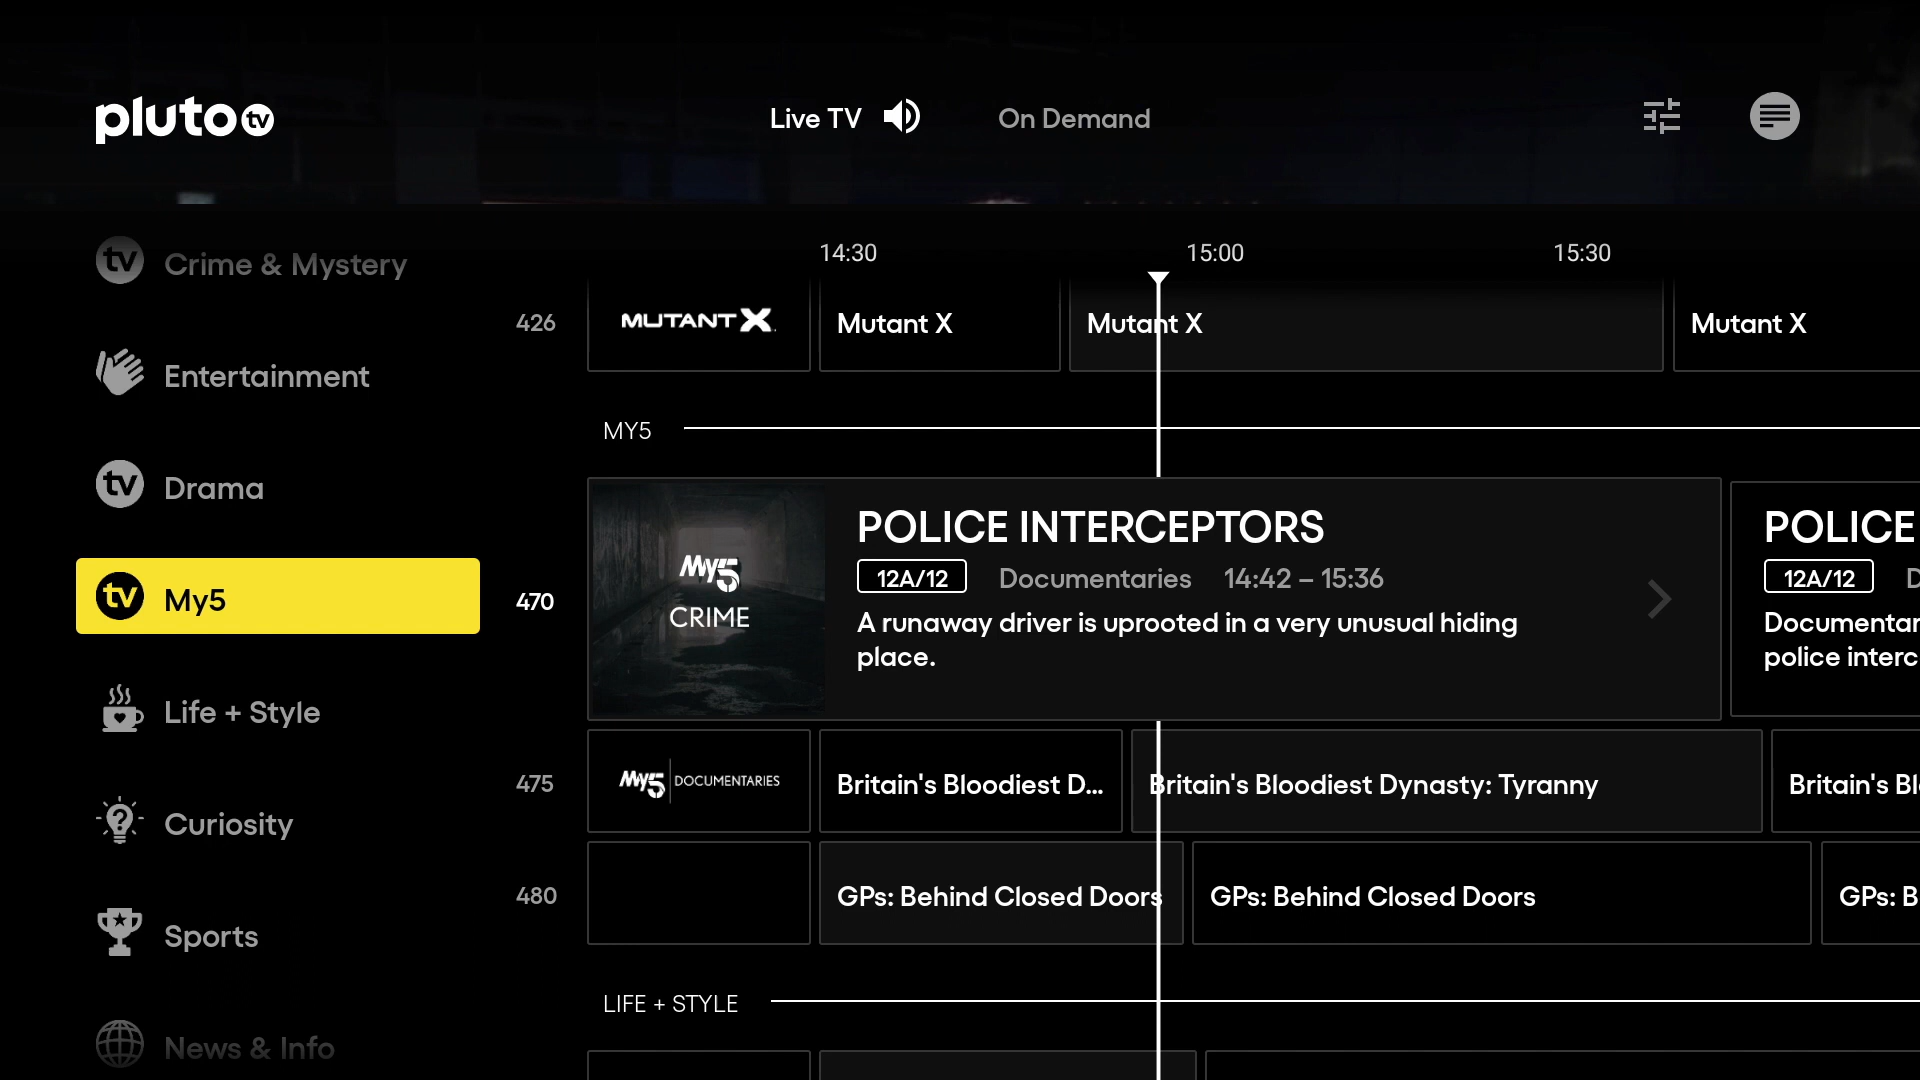 pluto tv
Live TV
On Demand
14:30
15:00
15:30
tv Crime & Mystery
Entertainment
tv Drama
tv My5
Life + Style
Curiosity
Sports
News & Info
426
MUTANT X
Mutant X
Mutant X
Mutant X
MY5
470
My5
CRIME
POLICE INTERCEPTORS
12A/12 Documentaries 14:42 – 15:36
A runaway driver is uprooted in a very unusual hiding
place.
POLICE
12A/12
Documentar
police interc
475
My5 DOCUMENTARIES
Britain's Bloodiest D...
Britain's Bloodiest Dynasty: Tyranny
Britain's Bl
480
GPs: Behind Closed Doors
GPs: Behind Closed Doors
GPs: B
LIFE + STYLE